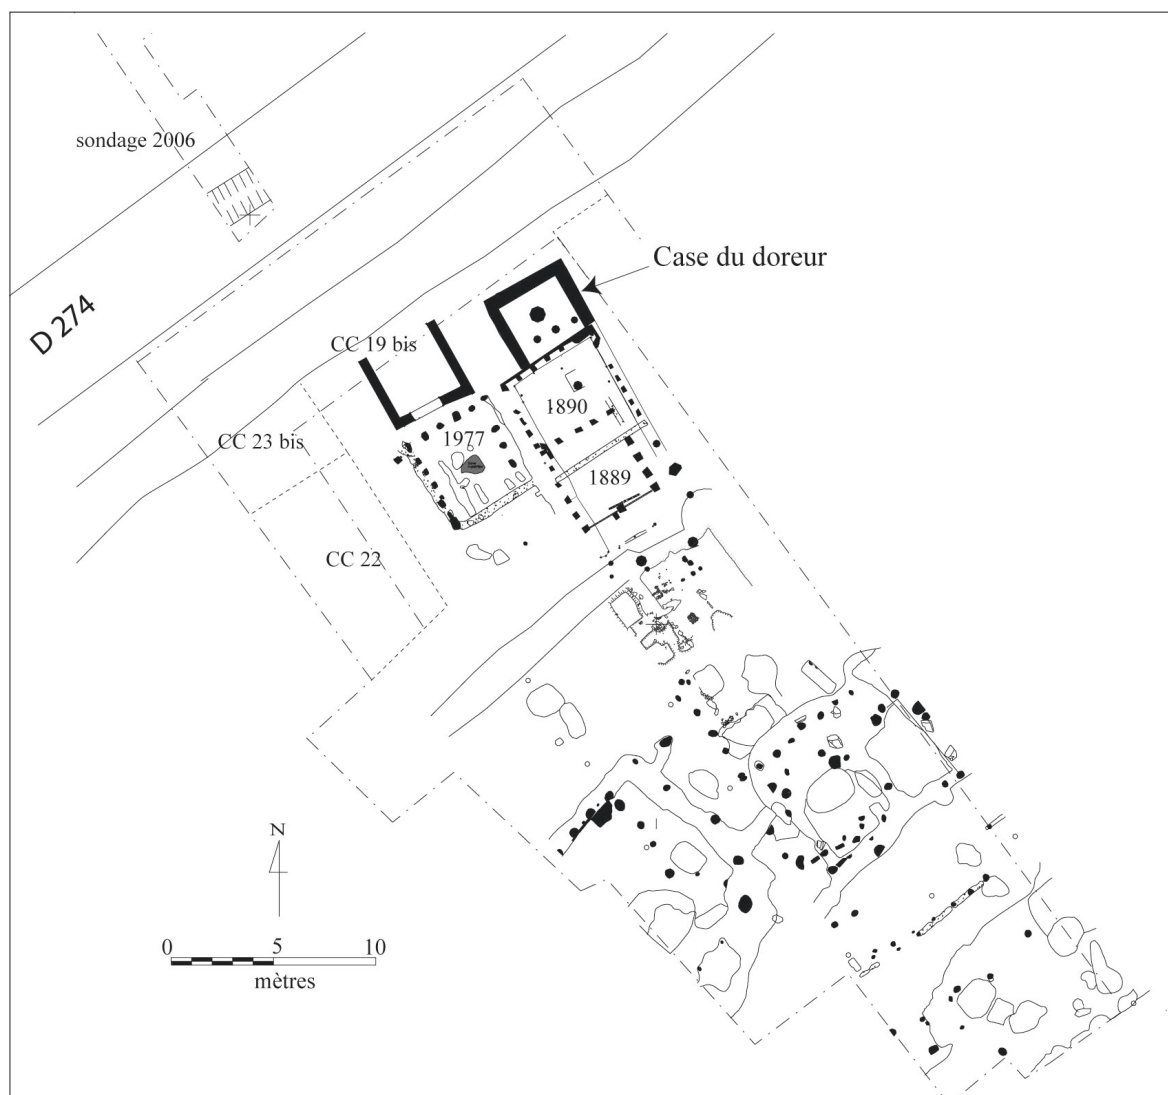 sondage 2006
Case du doreur
D 274
CC 19 bis
1890
CC 23 bis
1977
1889
CC 22
N
0 5 10
mètres